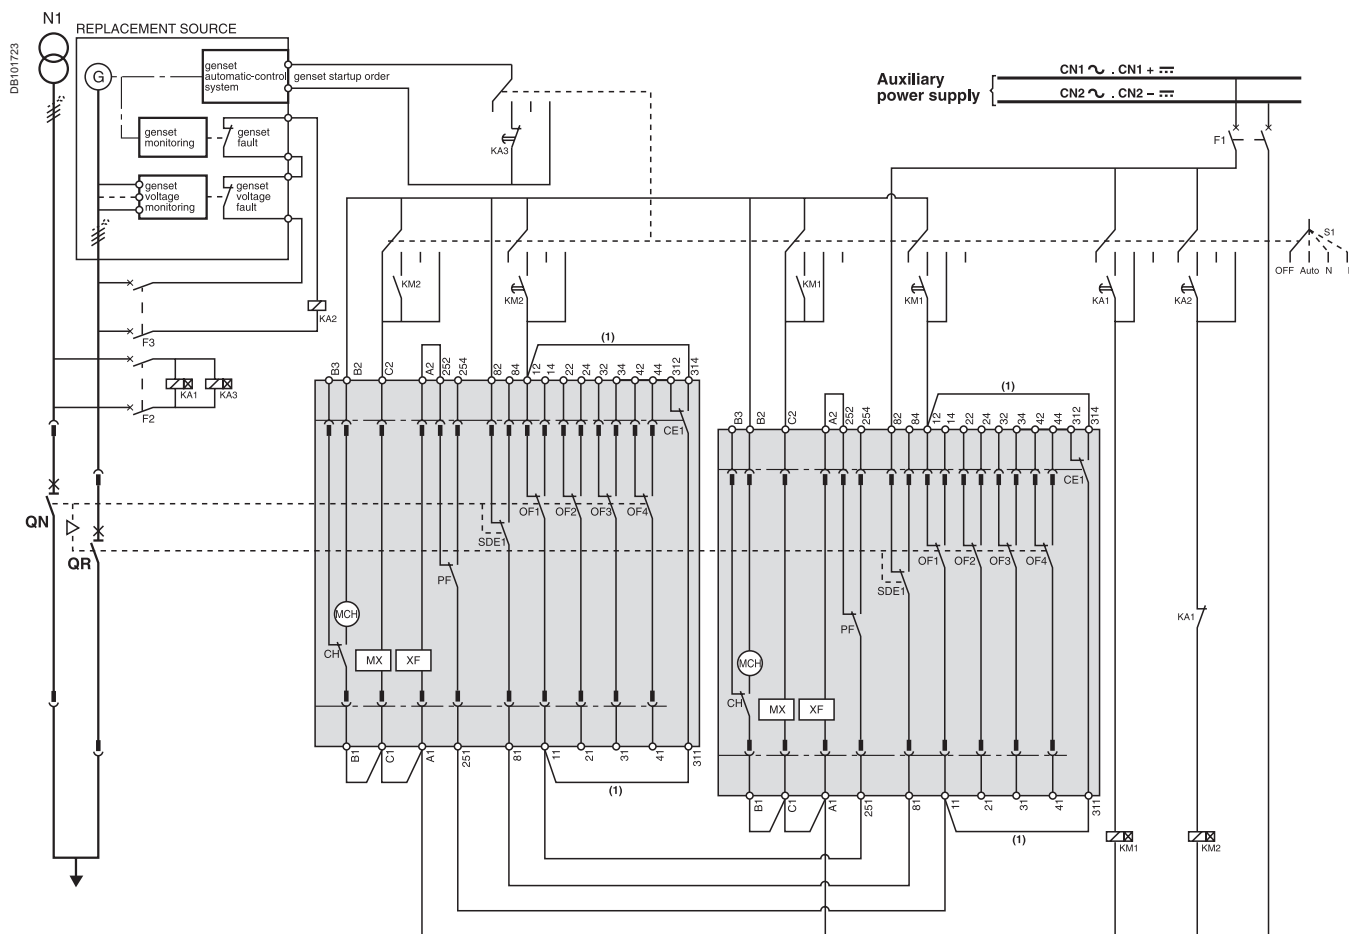 N1
REPLACEMENT SOURCE
DB101723
G
genset
automatic-control
system
genset startup order
genset
monitoring
genset
fault
genset
voltage
monitoring
genset
voltage
fault
Auxiliary
power supply
CN1 ∿ . CN1 + ⎓
CN2 ∿ . CN2 – ⎓
F1
KA3
S1
OFF Auto N
KM2
KM2
KM1
KM1
KA1
KA2
KA2
F3
KA1
KA3
F2
(1)
B3 B2 C2 A2 252 254 82 84 12 14 22 24 32 34 42 44 312 314
CE1
(1)
B3 B2 C2 A2 252 254 82 84 12 14 22 24 32 34 42 44 312 314
CE1
QN
QR
OF1 OF2 OF3 OF4
SDE1
PF
MCH
CH
MX
XF
OF1 OF2 OF3 OF4
SDE1
PF
KA1
MCH
CH
MX
XF
B1 C1 A1 251 81 11 21 31 41 311
(1)
B1 C1 A1 251 81 11 21 31 41 311
(1)
KM1
KM2